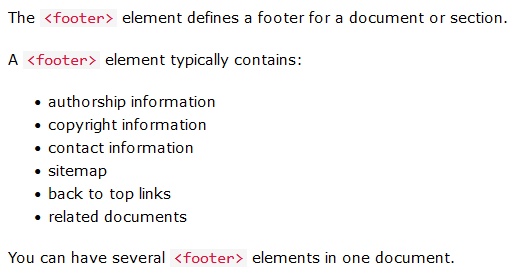 The <footer> element defines a footer for a document or section.
A <footer> element typically contains:
• authorship information
• copyright information
• contact information
• sitemap
• back to top links
• related documents
You can have several <footer> elements in one document.